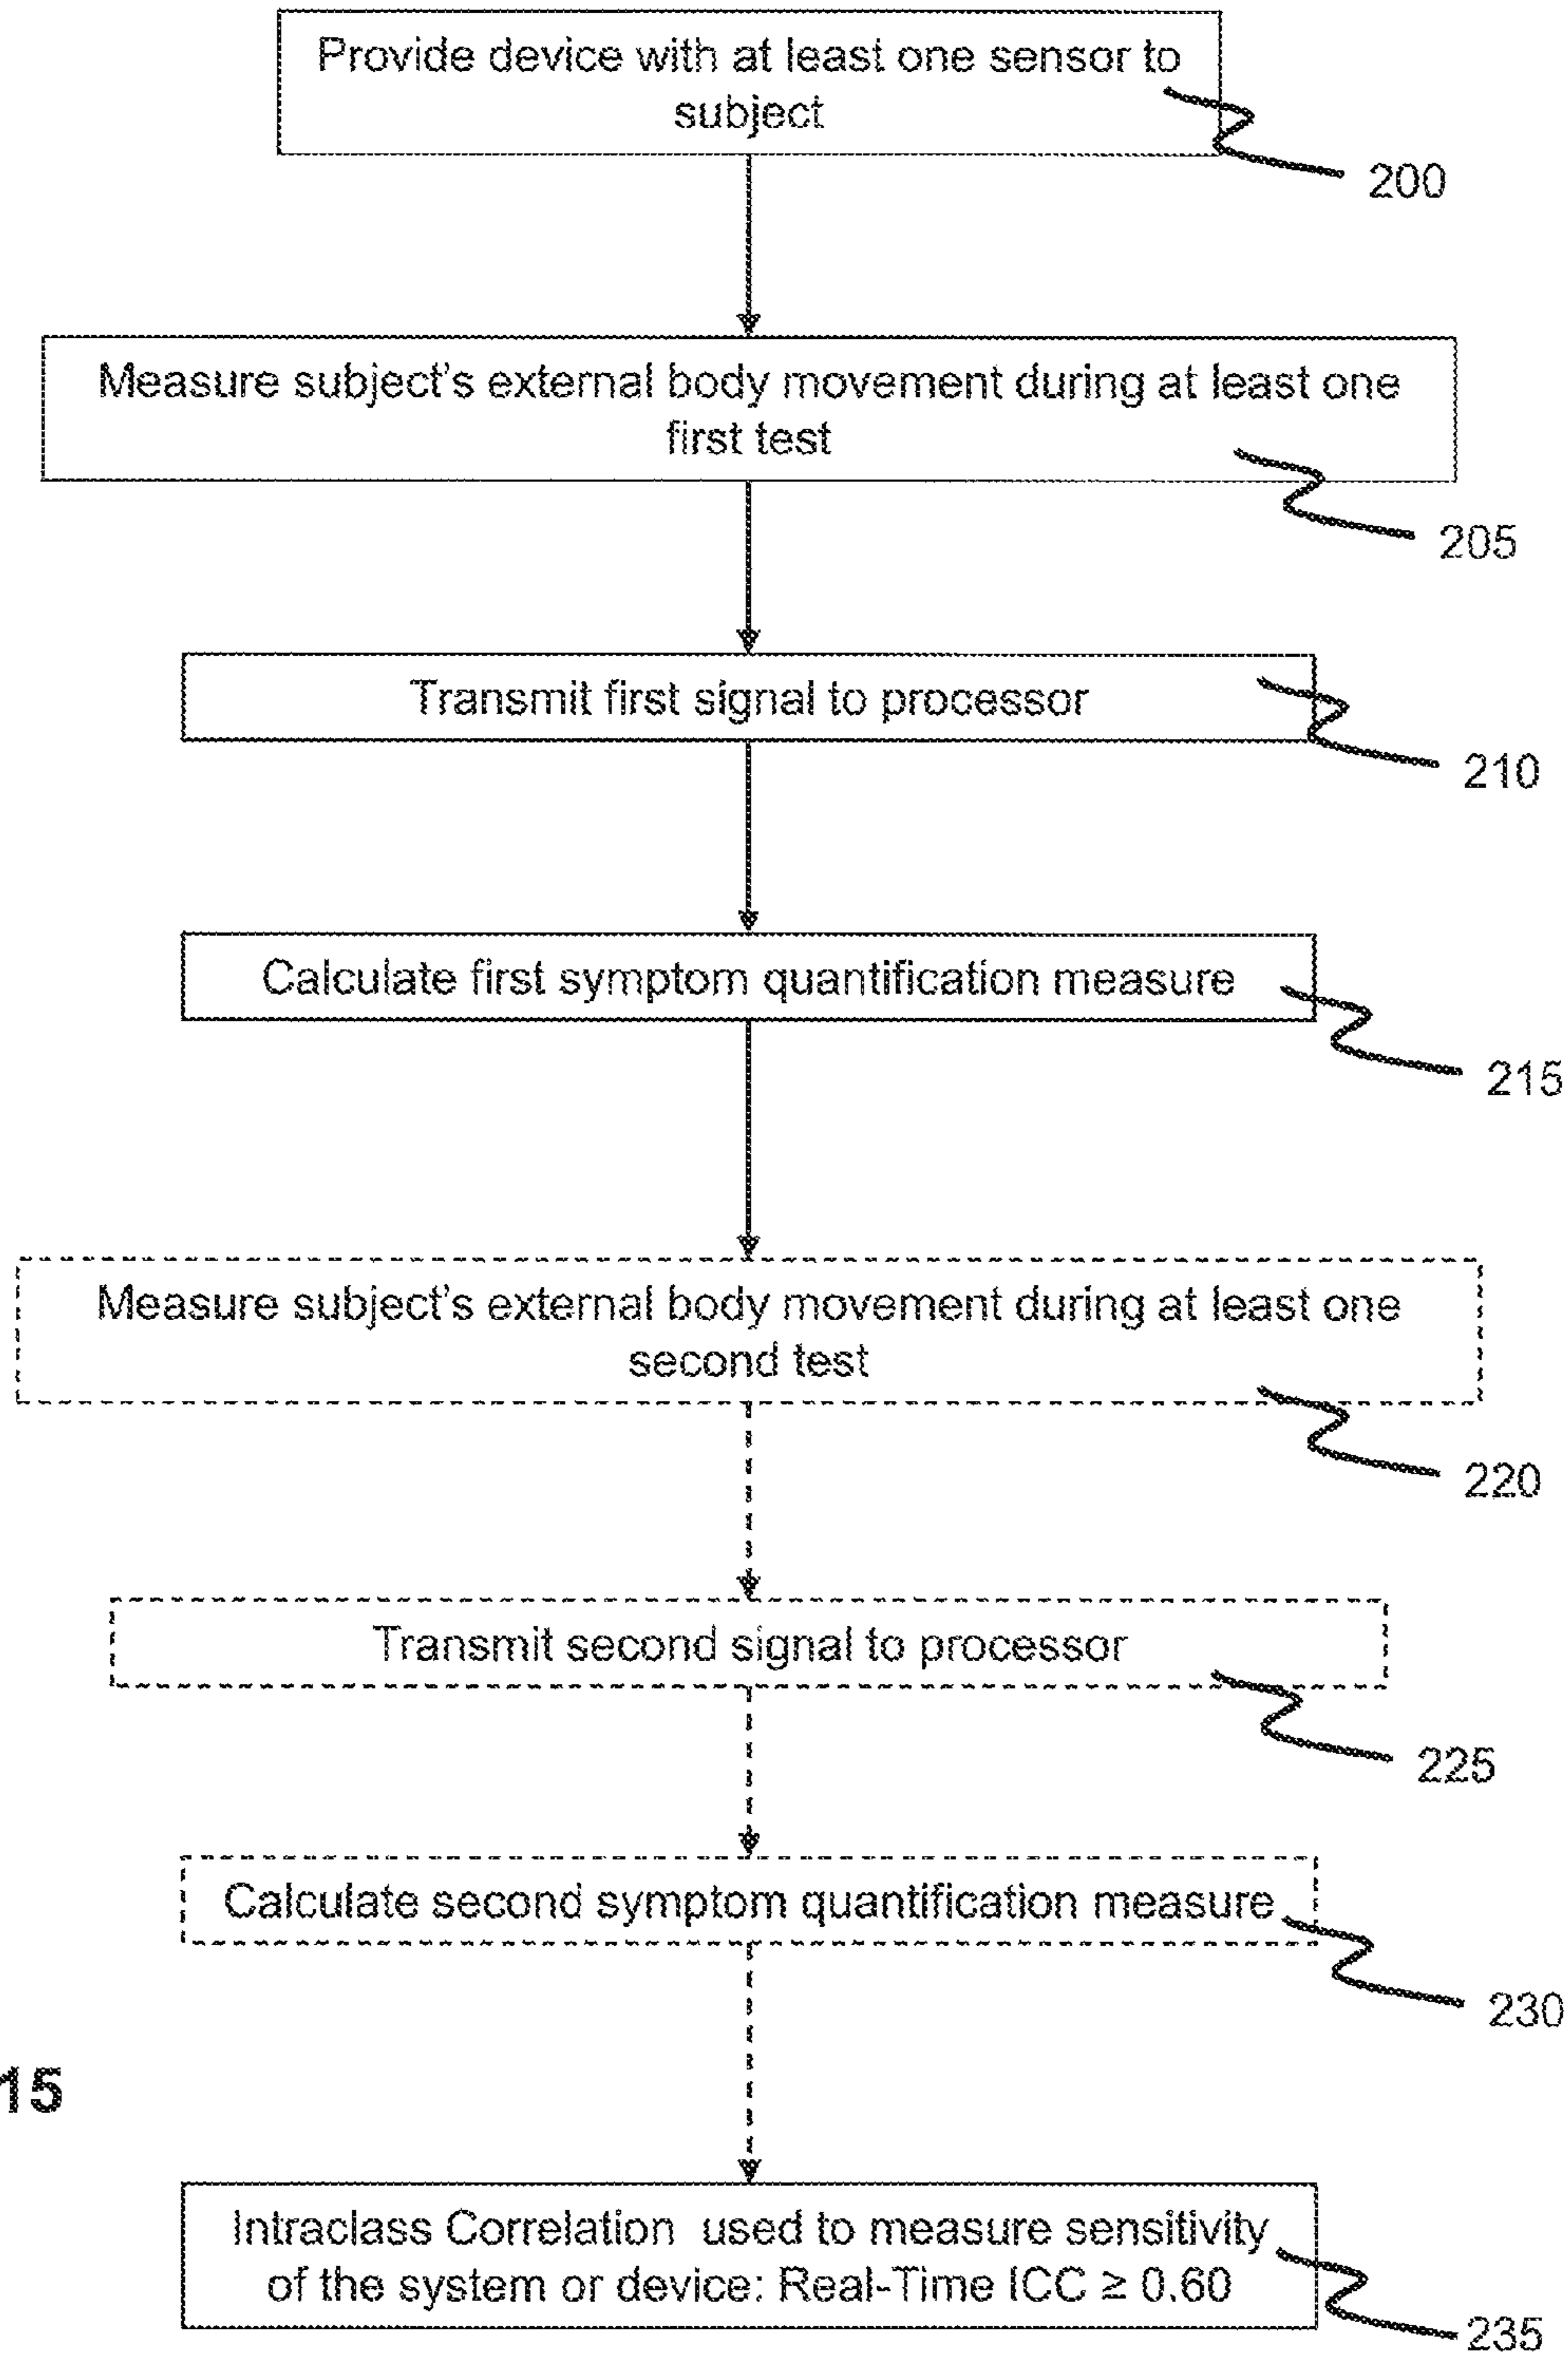 Provide device with at least one sensor to
subject
200
Measure subject's external body movement during at least one
first test
205
Transmit first signal to processor
210
Calculate first symptom quantification measure
215
Measure subject's external body movement during at least one
second test
220
Transmit second signal to processor
225
Calculate second symptom quantification measure
230
15
Intraclass Correlation used to measure sensitivity
of the system or device: Real-Time ICC ≥ 0.60
235